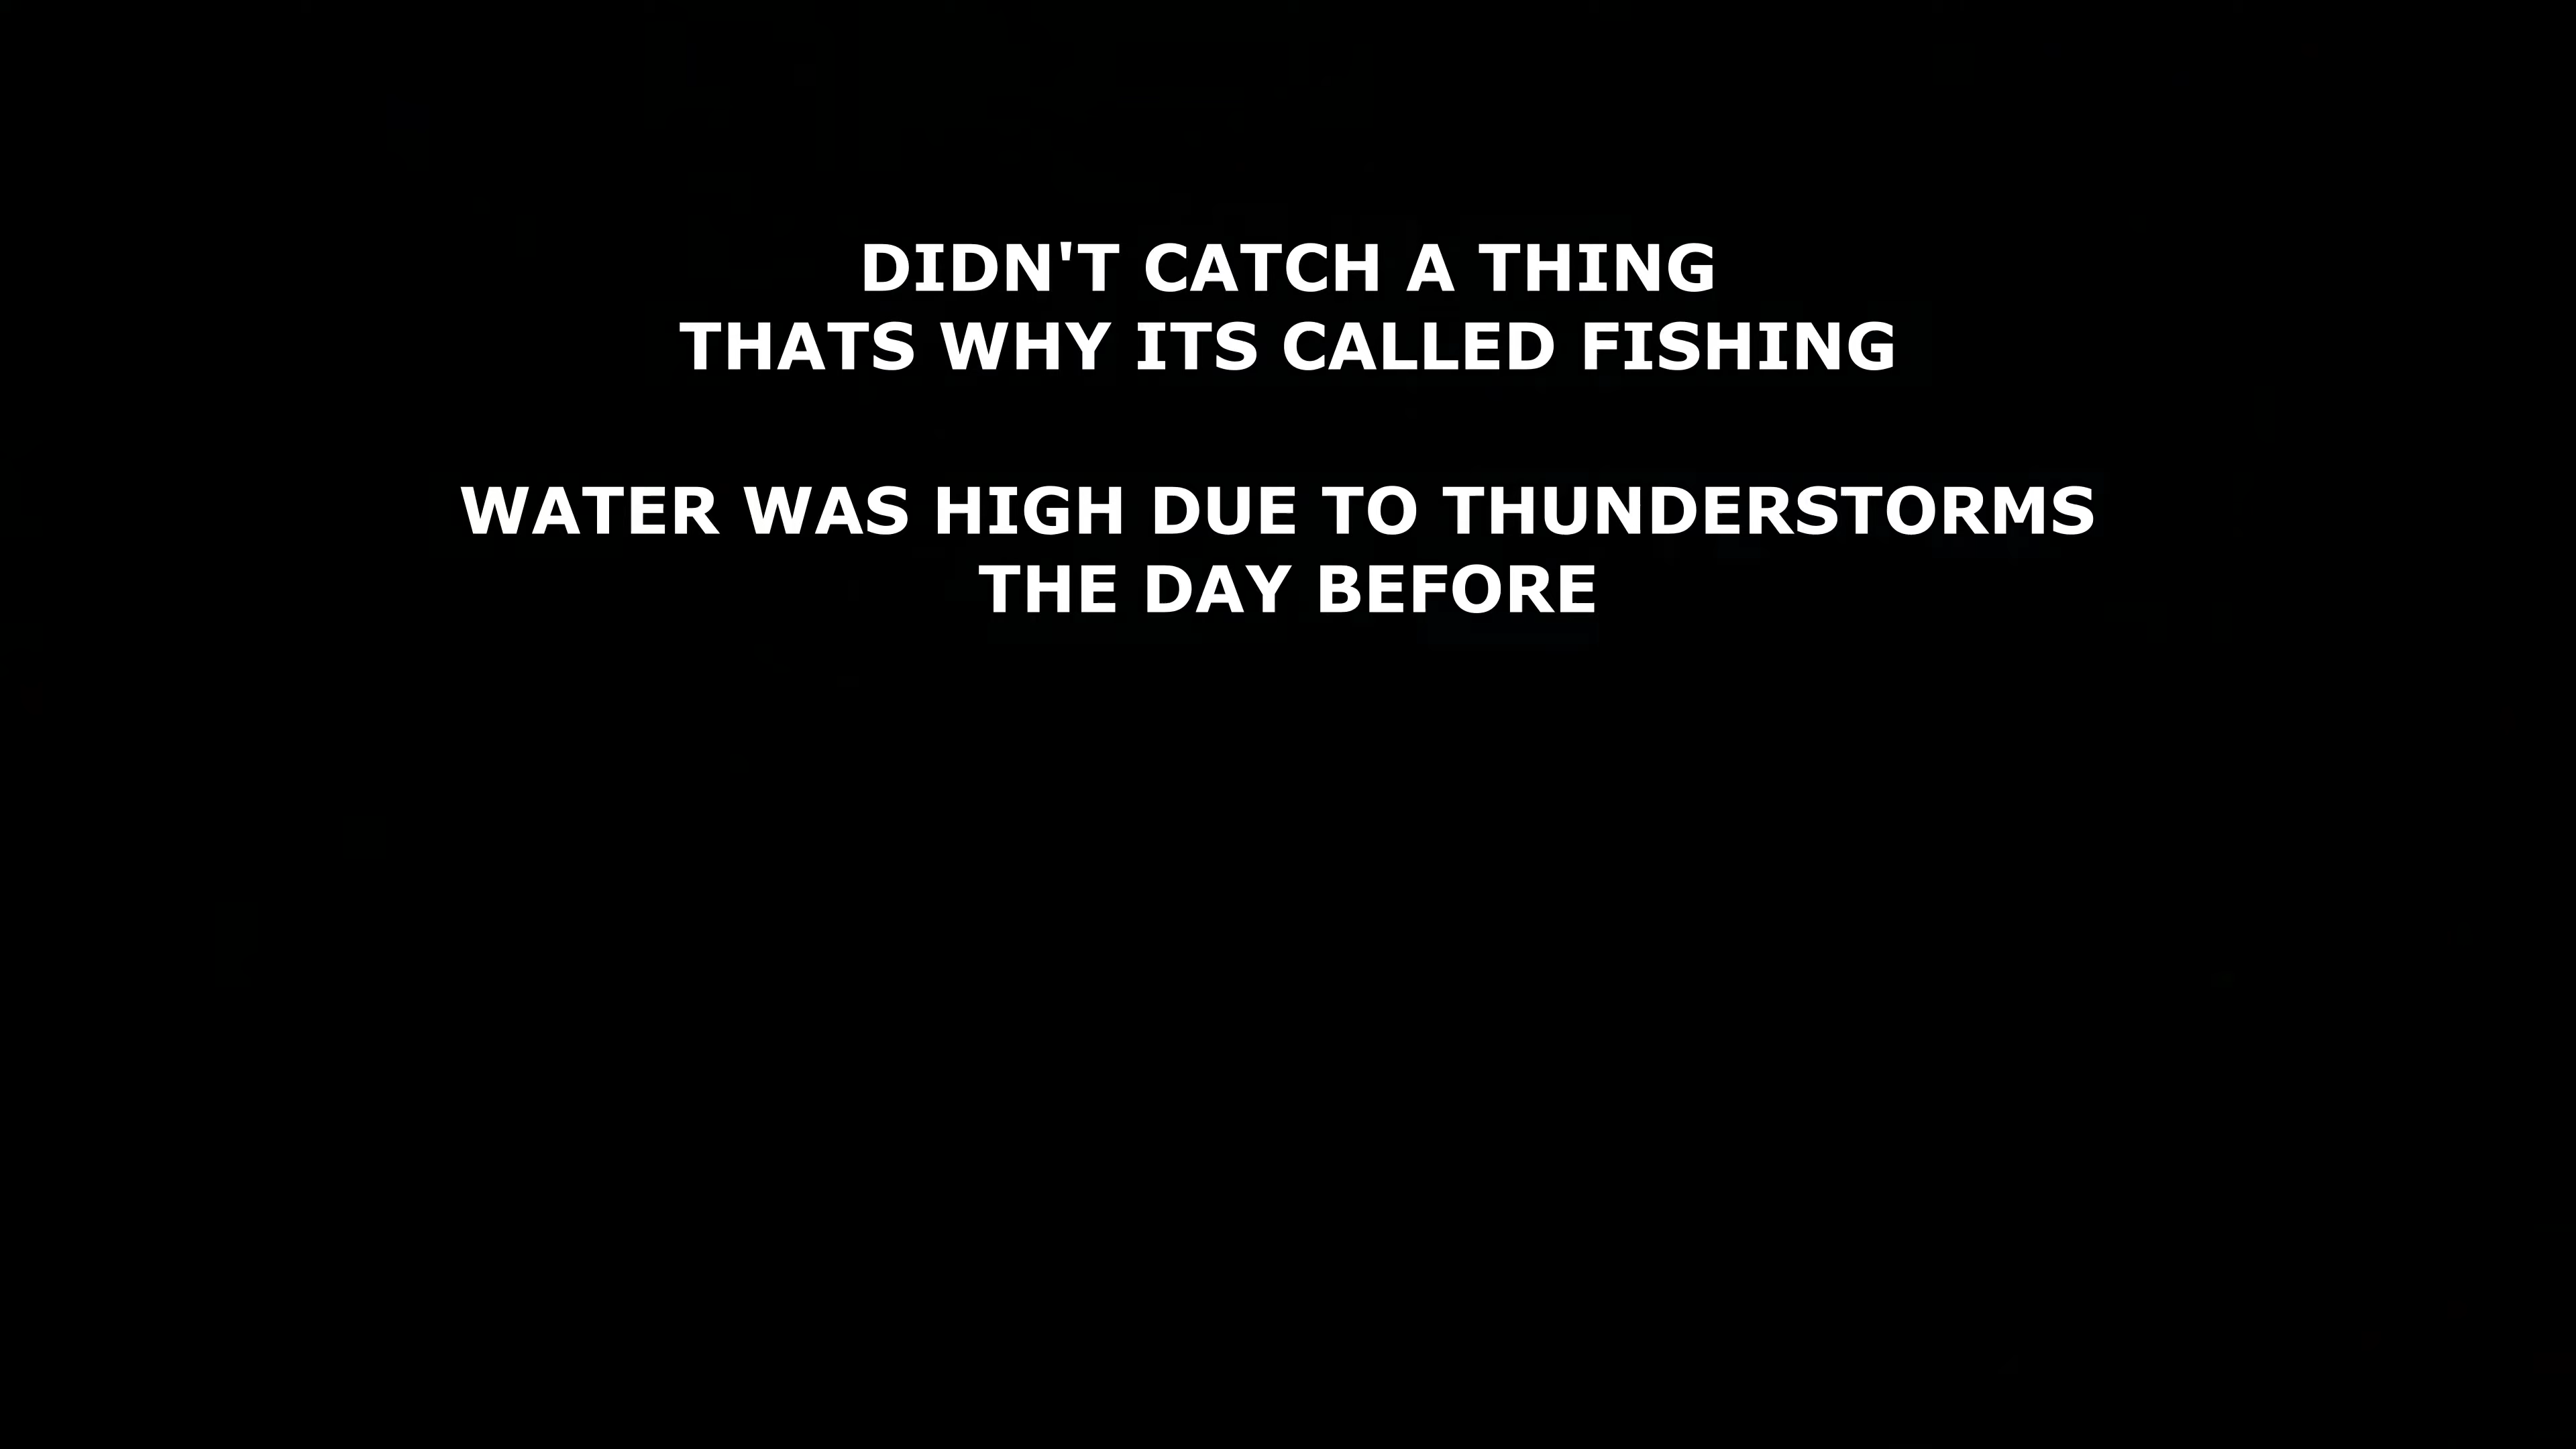 DIDN'T CATCH A THING
THATS WHY ITS CALLED FISHING
WATER WAS HIGH DUE TO THUNDERSTORMS
THE DAY BEFORE